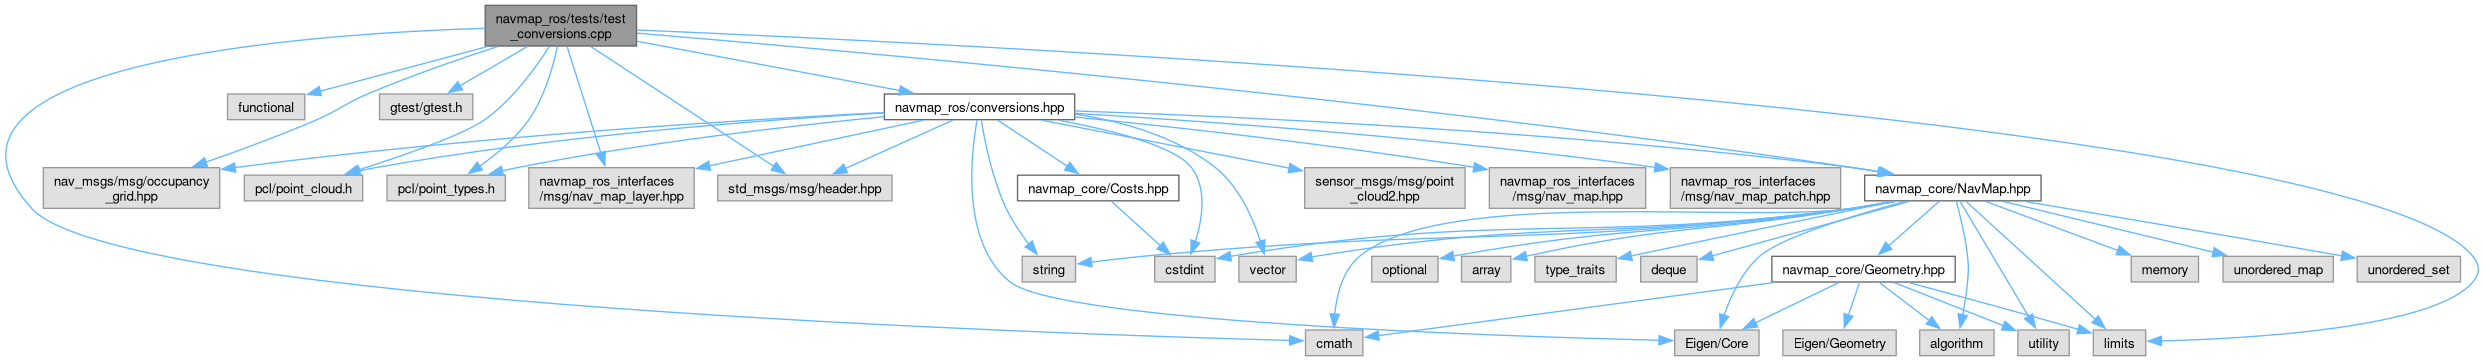 navmap_ros/tests/test
_conversions.cpp
functional
gtest/gtest.h
navmap_ros/conversions.hpp
nav_msgs/msg/occupancy
_grid.hpp
pcl/point_cloud.h
pcl/point_types.h
navmap_ros_interfaces
/msg/nav_map_layer.hpp
std_msgs/msg/header.hpp
navmap_core/Costs.hpp
sensor_msgs/msg/point
_cloud2.hpp
navmap_ros_interfaces
/msg/nav_map.hpp
navmap_ros_interfaces
/msg/nav_map_patch.hpp
navmap_core/NavMap.hpp
string
cstdint
vector
optional
array
type_traits
deque
navmap_core/Geometry.hpp
memory
unordered_map
unordered_set
cmath
Eigen/Core
Eigen/Geometry
algorithm
utility
limits